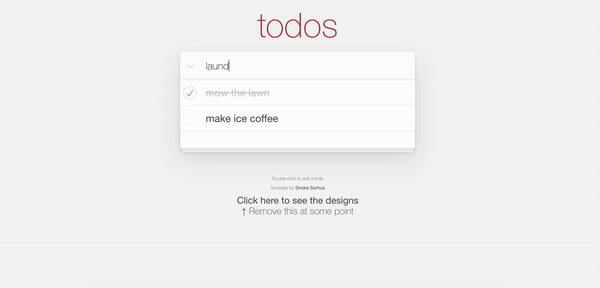 todos
laund
mow the lawn
make ice coffee
Double-click to edit a todo
Template by Sindre Sorhus
Click here to see the designs
↑ Remove this at some point